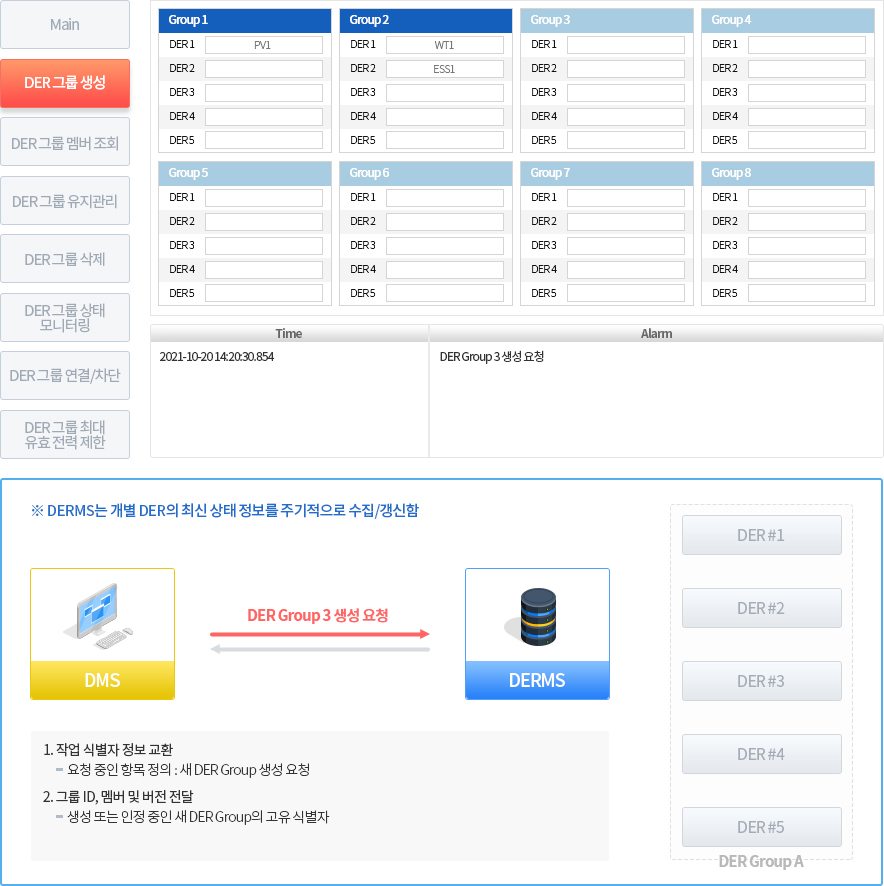 Main
DER 그룹 생성
DER 그룹 멤버 조회
DER 그룹 유지관리
DER 그룹 삭제
DER 그룹 상태
모니터링
DER 그룹 연결/차단
DER 그룹 최대
유효 전력 제한
Group 1 Group 2 Group 3 Group 4
DER 1 PV1 DER 1 WT1 DER 1 DER 1
DER 2 DER 2 ESS1 DER 2 DER 2
DER 3 DER 3 DER 3 DER 3
DER 4 DER 4 DER 4 DER 4
DER 5 DER 5 DER 5 DER 5
Group 5 Group 6 Group 7 Group 8
DER 1 DER 1 DER 1 DER 1
DER 2 DER 2 DER 2 DER 2
DER 3 DER 3 DER 3 DER 3
DER 4 DER 4 DER 4 DER 4
DER 5 DER 5 DER 5 DER 5
Time Alarm
2021-10-20 14:20:30.854 DER Group 3 생성 요청
※ DERMS는 개별 DER의 최신 상태 정보를 주기적으로 수집/갱신함
DER Group 3 생성 요청
DMS
DERMS
1. 작업 식별자 정보 교환
– 요청 중인 항목 정의 : 새 DER Group 생성 요청
2. 그룹 ID, 멤버 및 버전 전달
– 생성 또는 인정 중인 새 DER Group의 고유 식별자
DER #1
DER #2
DER #3
DER #4
DER #5
DER Group A